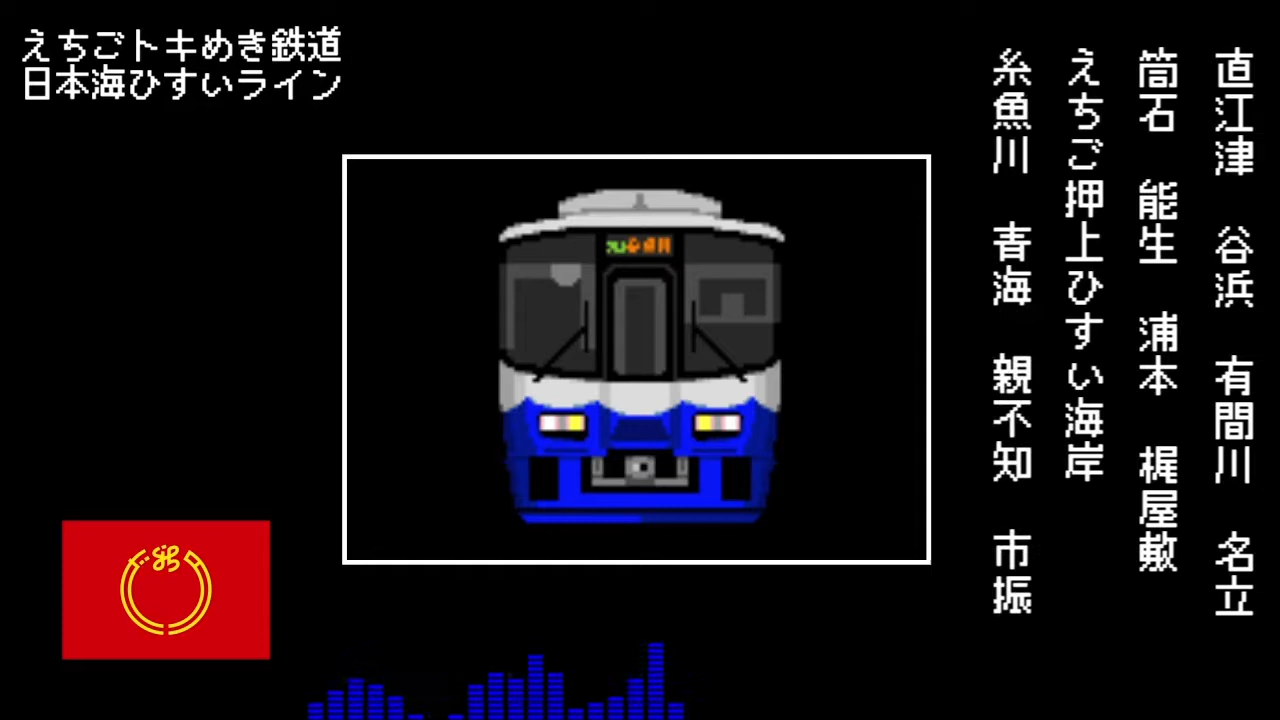 えちごトキめき鉄道
日本海ひすいライン
直江津 谷浜 有間川 名立
筒石 能生 浦本 梶屋敷
えちご押上ひすい海岸
糸魚川 青海 親不知 市振